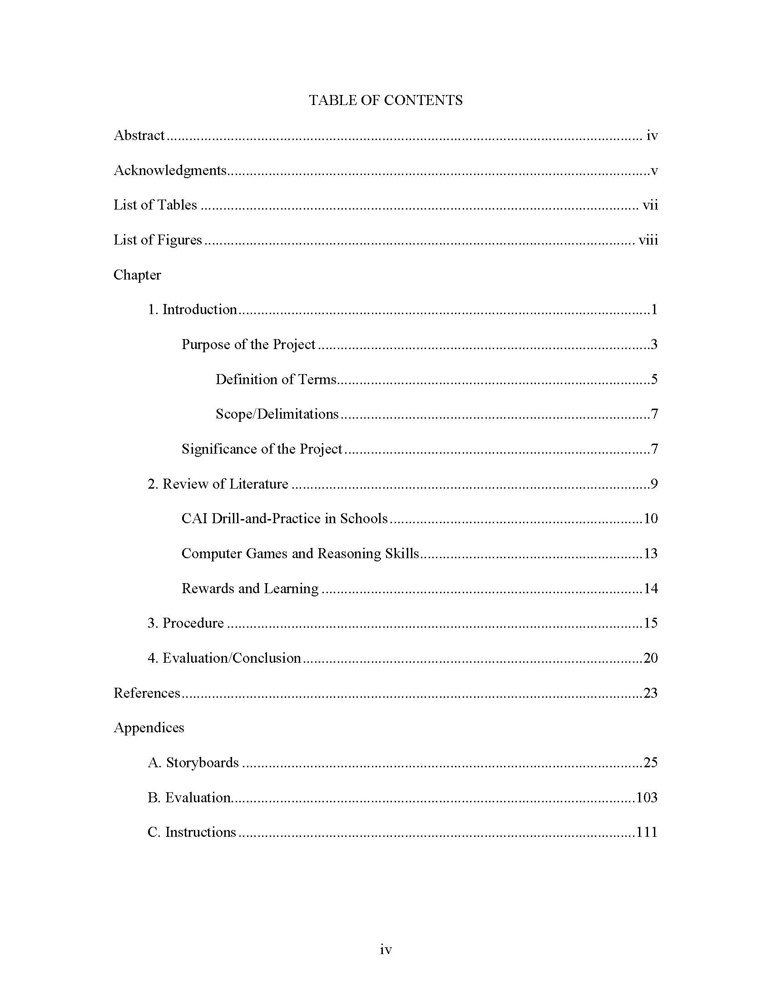 TABLE OF CONTENTS
Abstract ........ iv
Acknowledgments ........ v
List of Tables ........ vii
List of Figures ........ viii
Chapter
1. Introduction ........ 1
Purpose of the Project ........ 3
Definition of Terms ........ 5
Scope/Delimitations ........ 7
Significance of the Project ........ 7
2. Review of Literature ........ 9
CAI Drill-and-Practice in Schools ........ 10
Computer Games and Reasoning Skills ........ 13
Rewards and Learning ........ 14
3. Procedure ........ 15
4. Evaluation/Conclusion ........ 20
References ........ 23
Appendices
A. Storyboards ........ 25
B. Evaluation ........ 103
C. Instructions ........ 111
iv